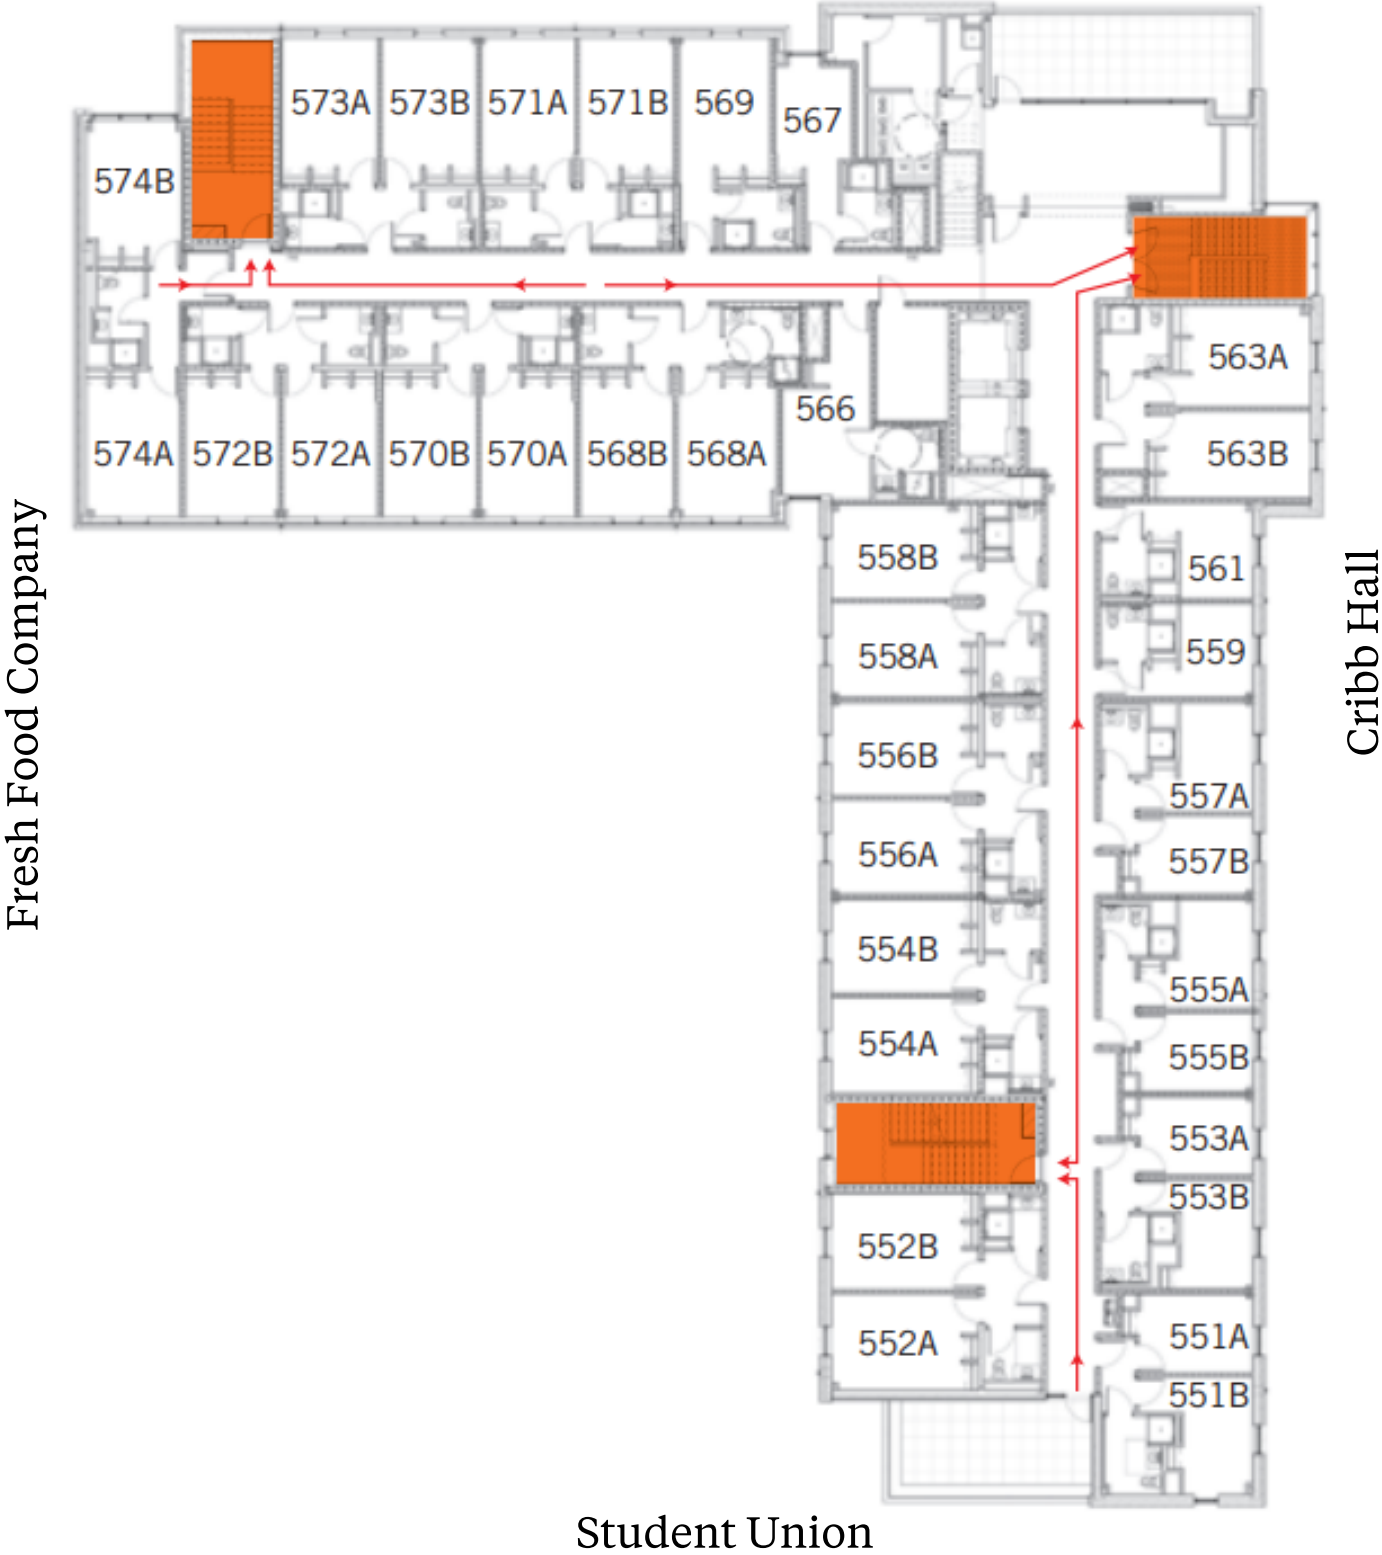 573A 573B 571A 571B 569 567
574B
574A 572B 572A 570B 570A 568B 568A 566
563A
563B
558B 561
558A 559
556B 557A
556A 557B
554B 555A
554A 555B
553A
553B
552B
552A 551A
551B
Fresh Food Company
Cribb Hall
Student Union